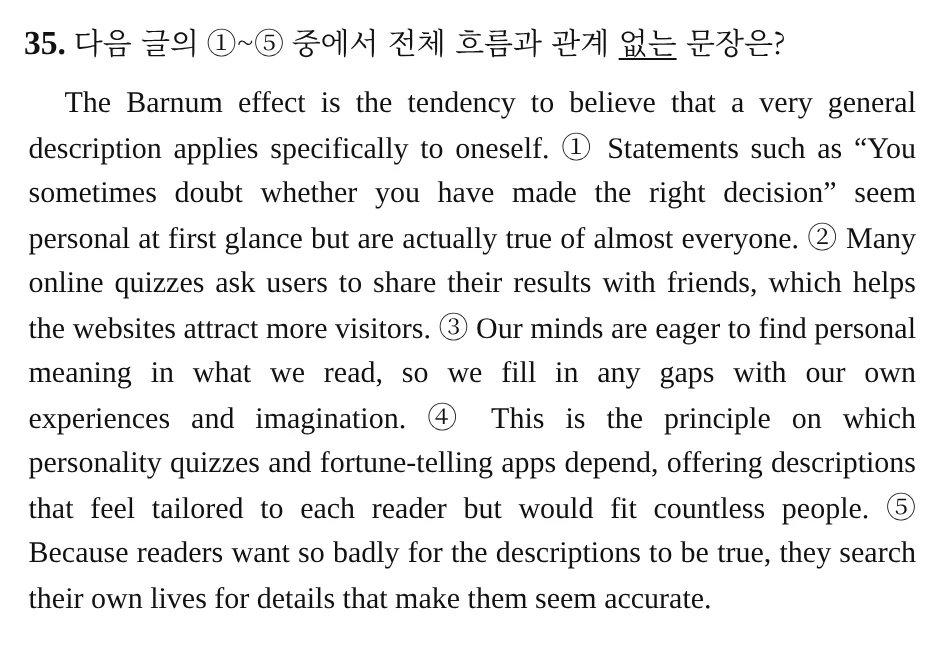 35. 다음 글의 ①~⑤ 중에서 전체 흐름과 관계 없는 문장은?
The Barnum effect is the tendency to believe that a very general
description applies specifically to oneself. ① Statements such as “You
sometimes doubt whether you have made the right decision” seem
personal at first glance but are actually true of almost everyone. ② Many
online quizzes ask users to share their results with friends, which helps
the websites attract more visitors. ③ Our minds are eager to find personal
meaning in what we read, so we fill in any gaps with our own
experiences and imagination. ④ This is the principle on which
personality quizzes and fortune-telling apps depend, offering descriptions
that feel tailored to each reader but would fit countless people. ⑤
Because readers want so badly for the descriptions to be true, they search
their own lives for details that make them seem accurate.